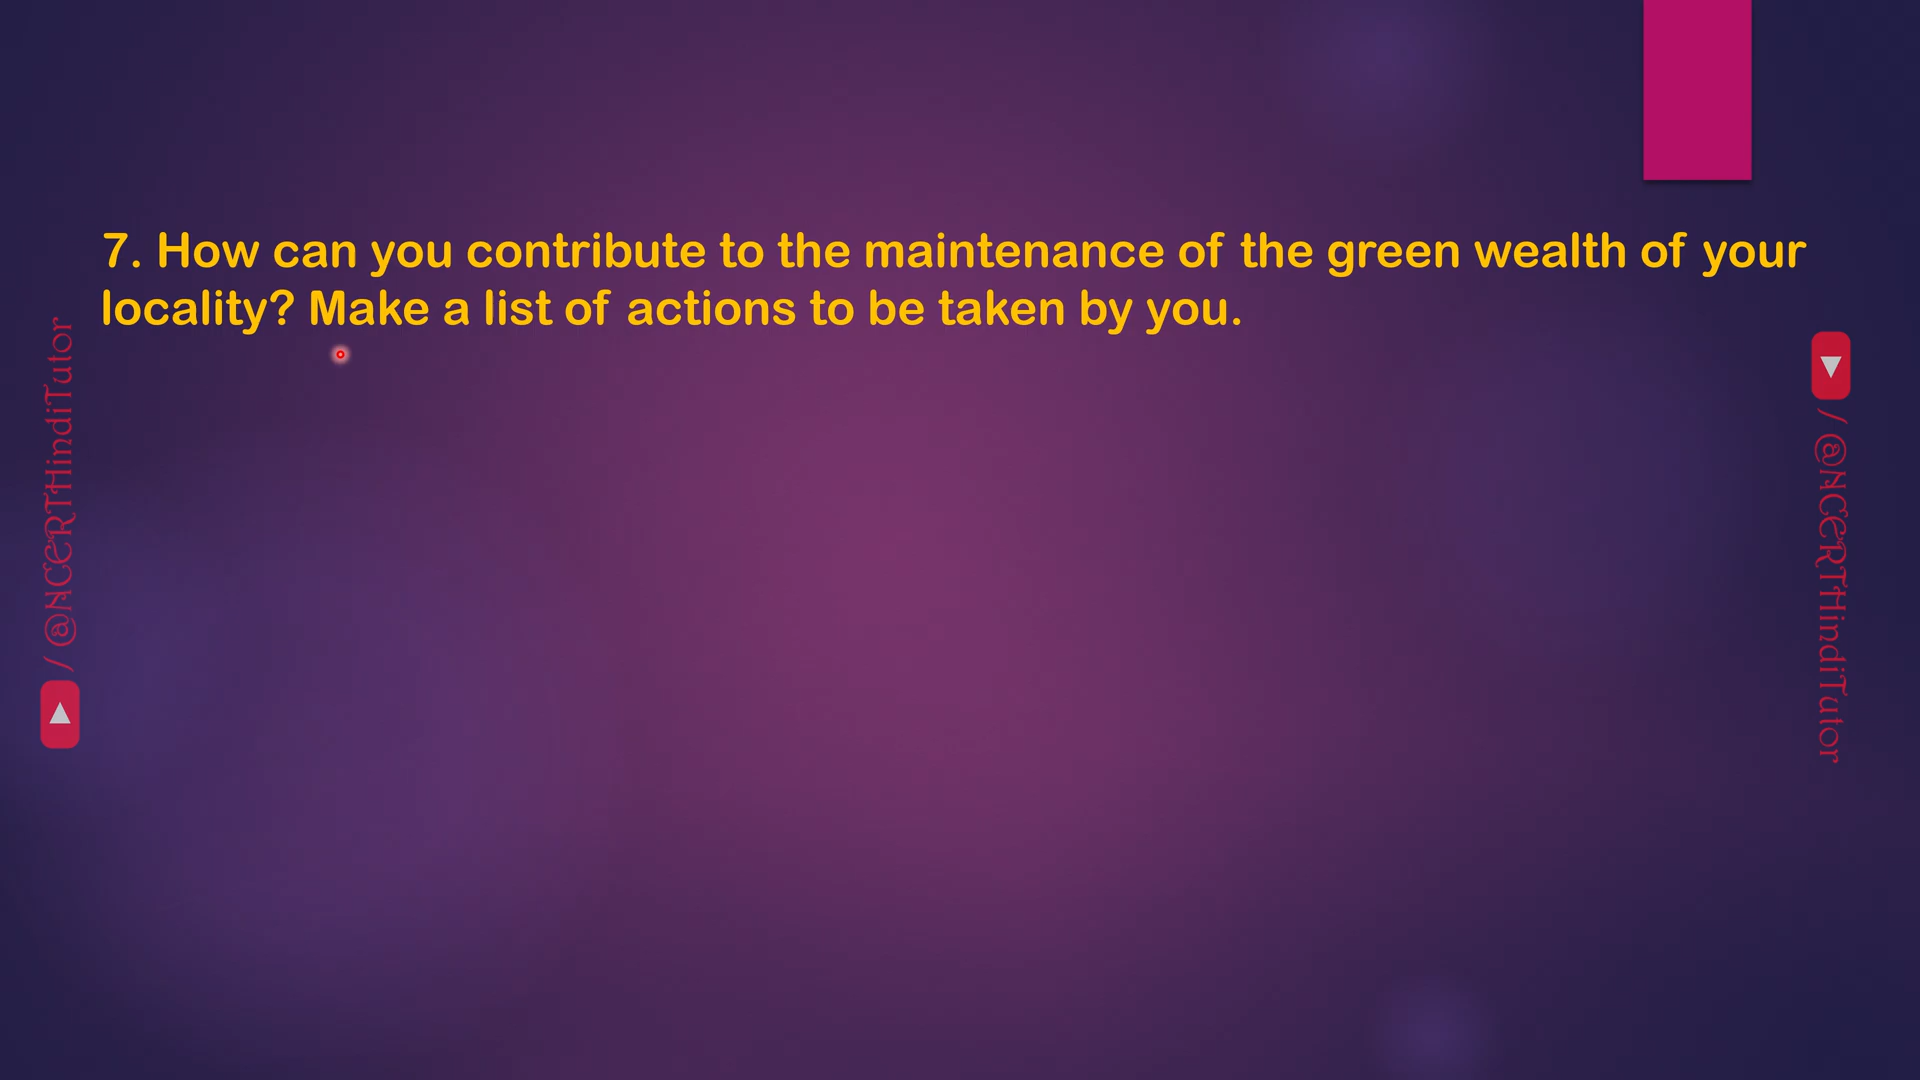 7. How can you contribute to the maintenance of the green wealth of your
locality? Make a list of actions to be taken by you.
/ @NCERTHindiTutor
/ @NCERTHindiTutor